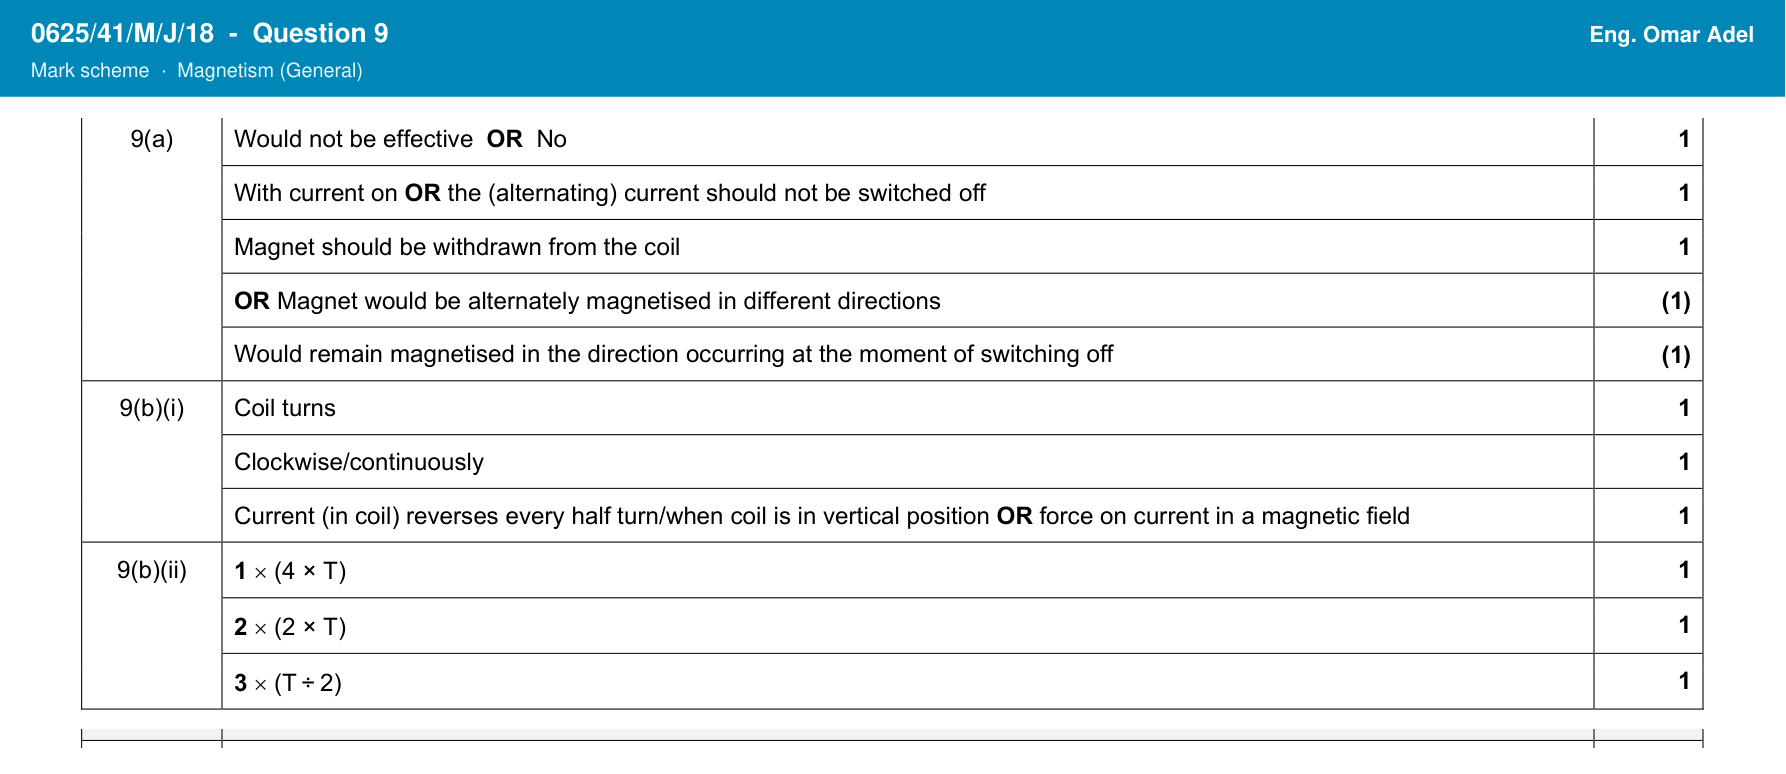 0625/41/M/J/18 - Question 9
Eng. Omar Adel
Mark scheme · Magnetism (General)
9(a) Would not be effective OR No 1
With current on OR the (alternating) current should not be switched off 1
Magnet should be withdrawn from the coil 1
OR Magnet would be alternately magnetised in different directions (1)
Would remain magnetised in the direction occurring at the moment of switching off (1)
9(b)(i) Coil turns 1
Clockwise/continuously 1
Current (in coil) reverses every half turn/when coil is in vertical position OR force on current in a magnetic field 1
9(b)(ii) 1 × (4 × T) 1
2 × (2 × T) 1
3 × (T ÷ 2) 1